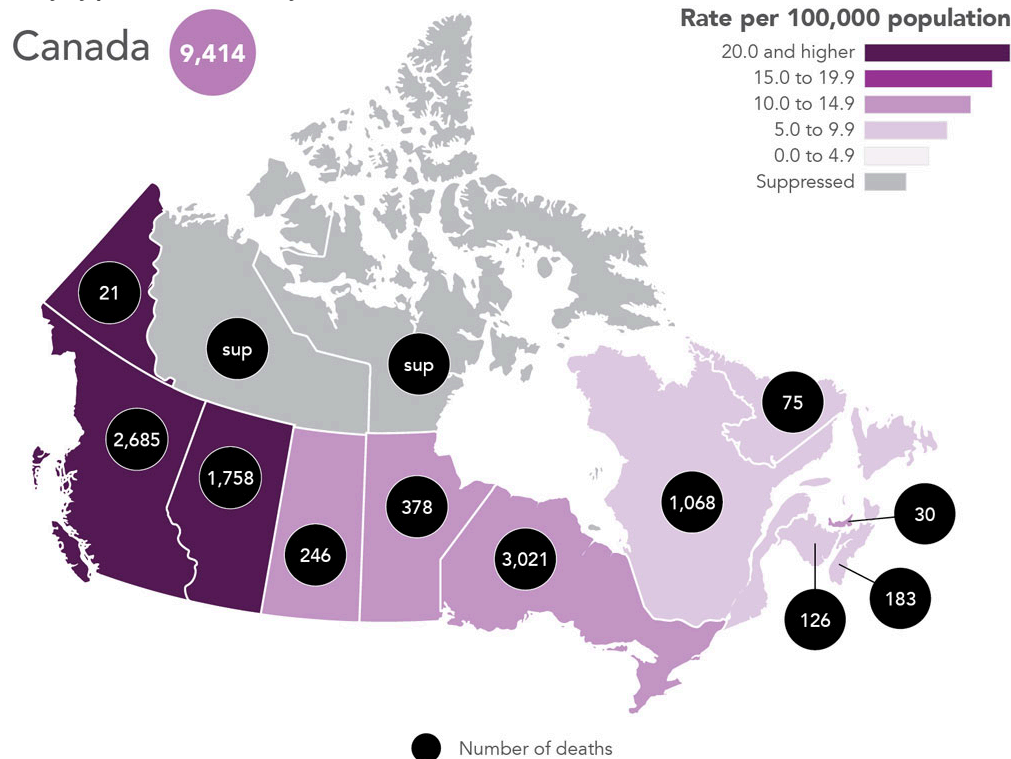 Canada 9,414
Rate per 100,000 population
20.0 and higher
15.0 to 19.9
10.0 to 14.9
5.0 to 9.9
0.0 to 4.9
Suppressed
21
sup
sup
75
2,685
1,758
378
1,068
30
246
3,021
183
126
Number of deaths